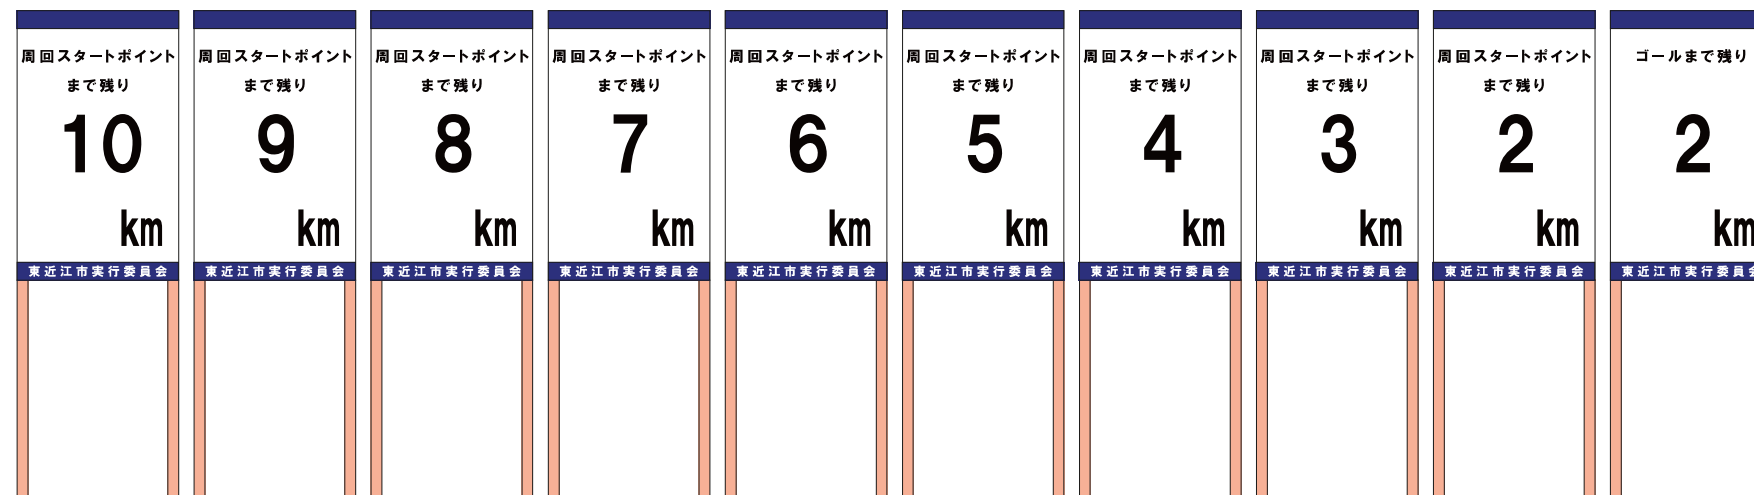 周回スタートポイント
まで残り
10
km
東近江市実行委員会
周回スタートポイント
まで残り
9
km
東近江市実行委員会
周回スタートポイント
まで残り
8
km
東近江市実行委員会
周回スタートポイント
まで残り
7
km
東近江市実行委員会
周回スタートポイント
まで残り
6
km
東近江市実行委員会
周回スタートポイント
まで残り
5
km
東近江市実行委員会
周回スタートポイント
まで残り
4
km
東近江市実行委員会
周回スタートポイント
まで残り
3
km
東近江市実行委員会
周回スタートポイント
まで残り
2
km
東近江市実行委員会
ゴールまで残り
2
km
東近江市実行委員会